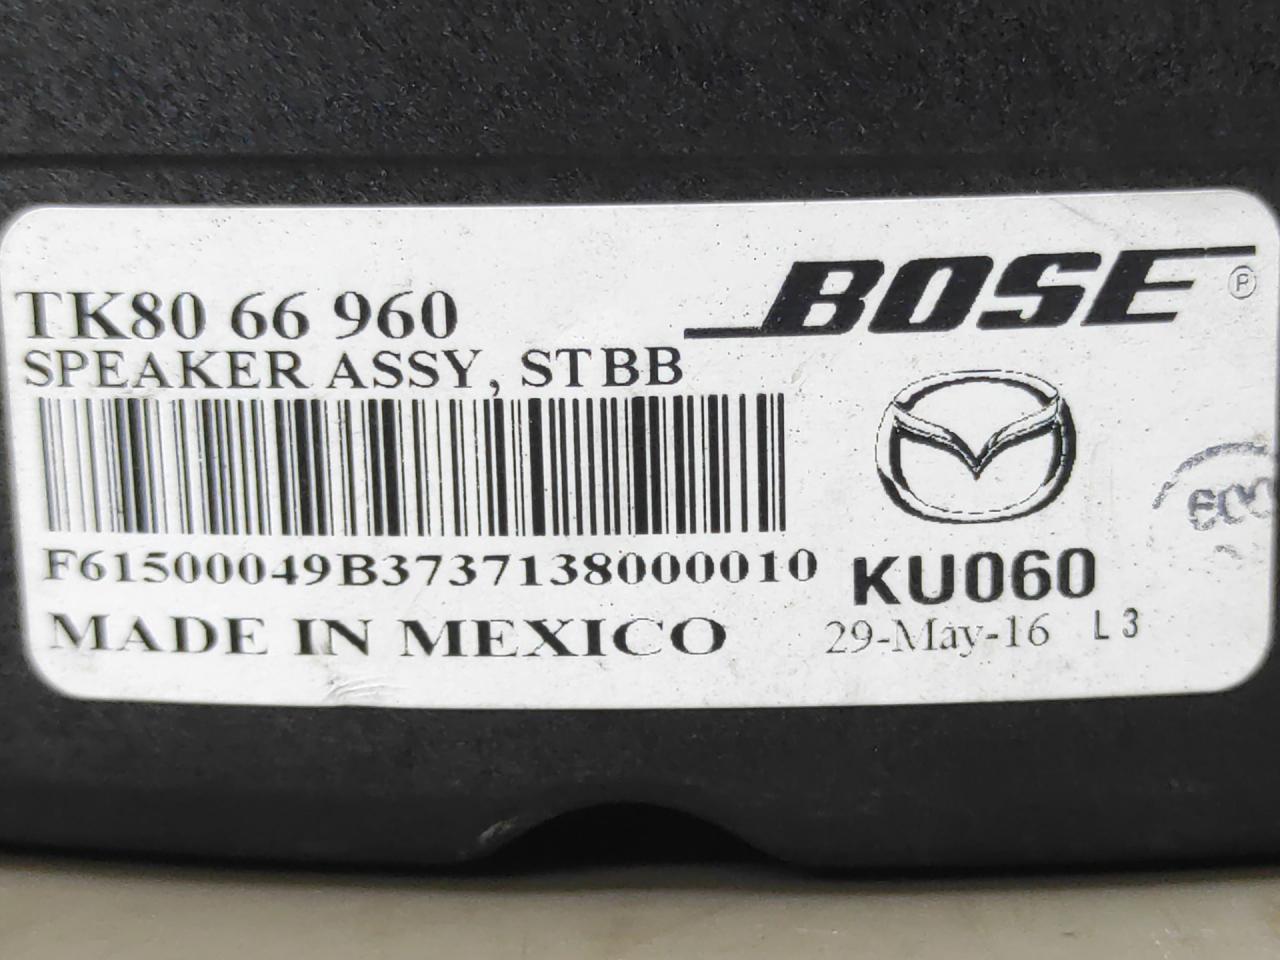 TK80 66 960
BOSE ®
SPEAKER ASSY, STBB
F61500049B3737138000010
KU060
MADE IN MEXICO
29-May-16 L3